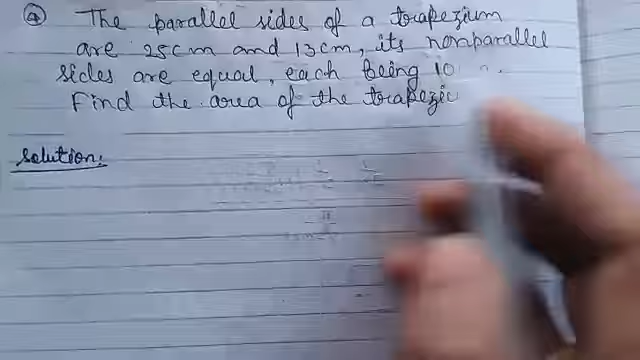 Q The parallel sides of a trapezium
are 25cm and 13cm, its nonparallel
sides are equal, each being 10
Find the area of the trapeziu
Solution: